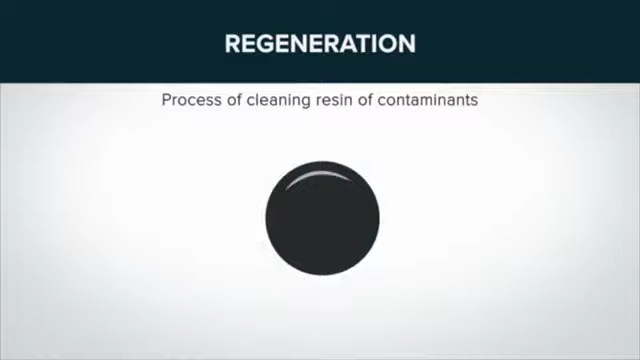 REGENERATION
Process of cleaning resin of contaminants